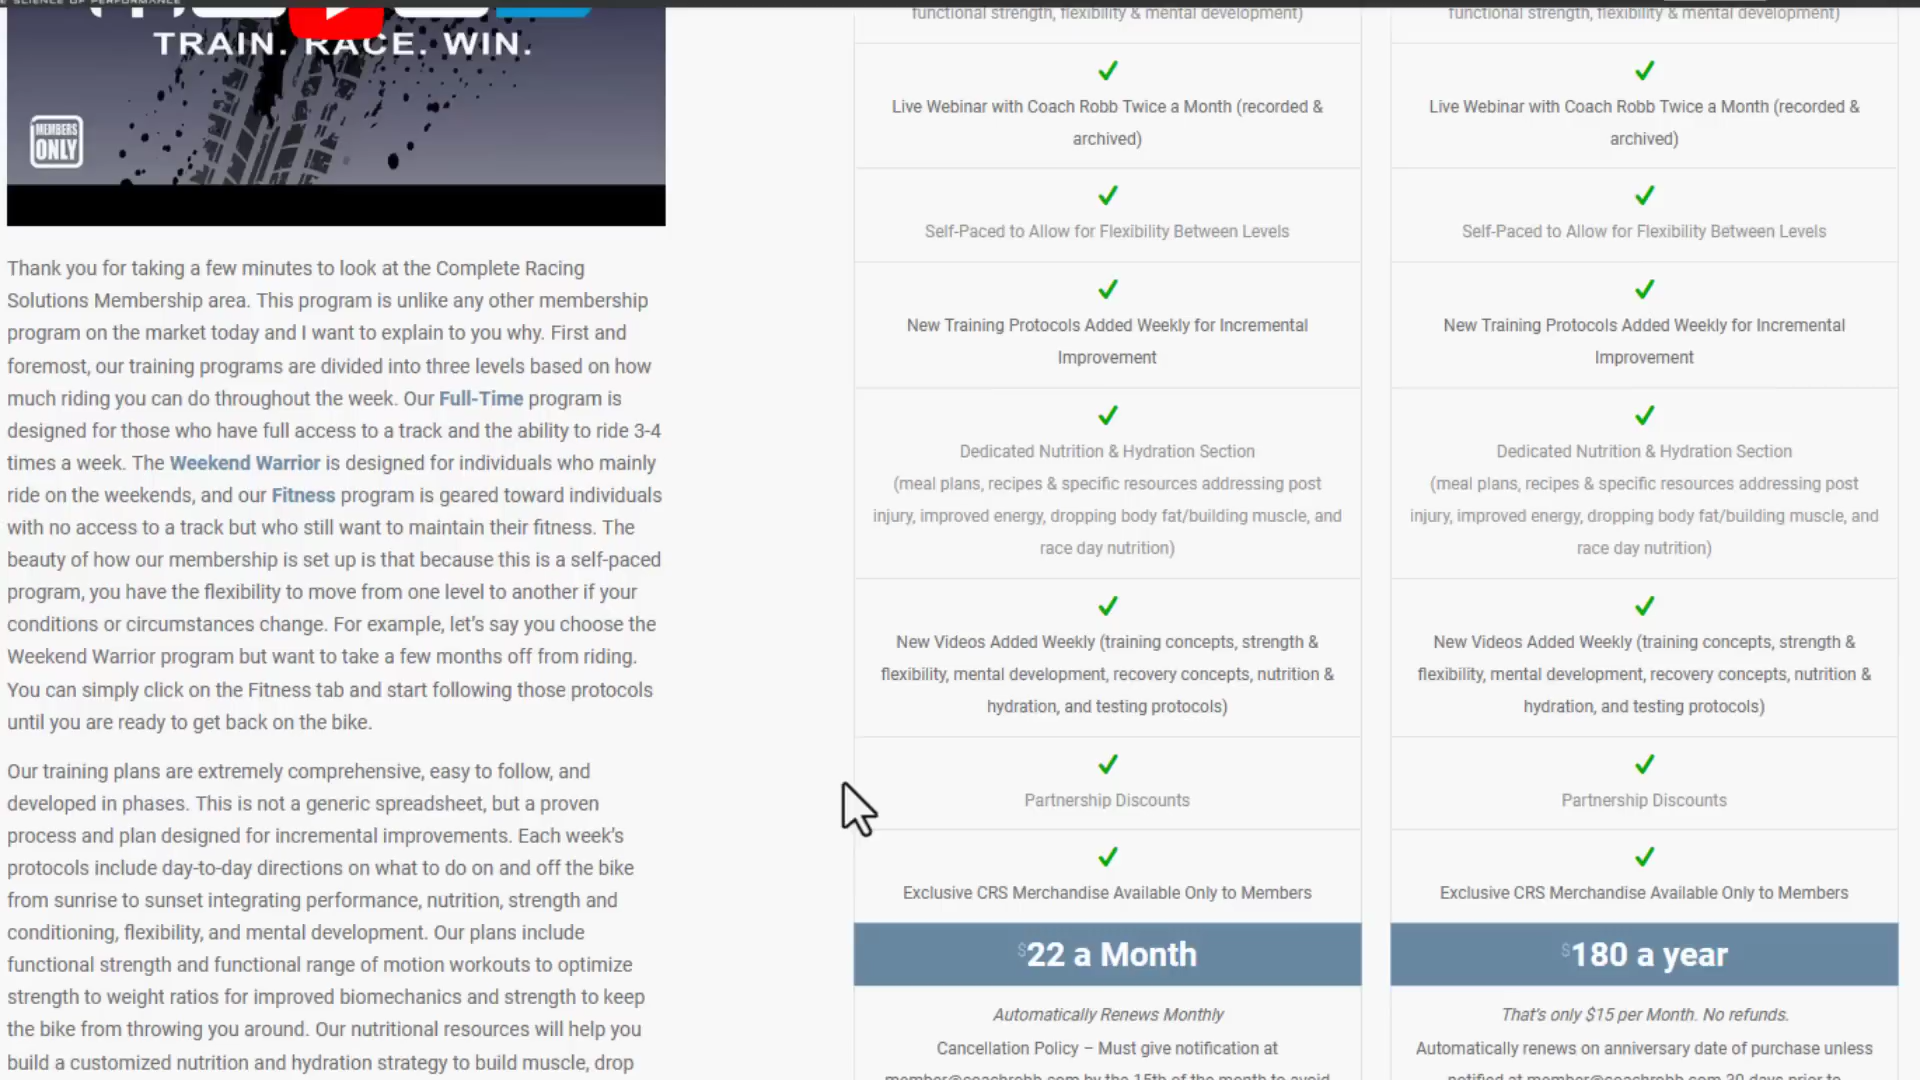 SCIENCE OF PERFORMANCE
TRAIN. RACE. WIN.
MEMBERS
ONLY
Thank you for taking a few minutes to look at the Complete Racing
Solutions Membership area. This program is unlike any other membership
program on the market today and I want to explain to you why. First and
foremost, our training programs are divided into three levels based on how
much riding you can do throughout the week. Our Full-Time program is
designed for those who have full access to a track and the ability to ride 3-4
times a week. The Weekend Warrior is designed for individuals who mainly
ride on the weekends, and our Fitness program is geared toward individuals
with no access to a track but who still want to maintain their fitness. The
beauty of how our membership is set up is that because this is a self-paced
program, you have the flexibility to move from one level to another if your
conditions or circumstances change. For example, let’s say you choose the
Weekend Warrior program but want to take a few months off from riding.
You can simply click on the Fitness tab and start following those protocols
until you are ready to get back on the bike.
Our training plans are extremely comprehensive, easy to follow, and
developed in phases. This is not a generic spreadsheet, but a proven
process and plan designed for incremental improvements. Each week’s
protocols include day-to-day directions on what to do on and off the bike
from sunrise to sunset integrating performance, nutrition, strength and
conditioning, flexibility, and mental development. Our plans include
functional strength and functional range of motion workouts to optimize
strength to weight ratios for improved biomechanics and strength to keep
the bike from throwing you around. Our nutritional resources will help you
build a customized nutrition and hydration strategy to build muscle, drop
functional strength, flexibility & mental development)
Live Webinar with Coach Robb Twice a Month (recorded &
archived)
Self-Paced to Allow for Flexibility Between Levels
New Training Protocols Added Weekly for Incremental
Improvement
Dedicated Nutrition & Hydration Section
(meal plans, recipes & specific resources addressing post
injury, improved energy, dropping body fat/building muscle, and
race day nutrition)
New Videos Added Weekly (training concepts, strength &
flexibility, mental development, recovery concepts, nutrition &
hydration, and testing protocols)
Partnership Discounts
Exclusive CRS Merchandise Available Only to Members
$22 a Month
Automatically Renews Monthly
Cancellation Policy – Must give notification at
member@coachrobb.com by the 15th of the month to avoid
functional strength, flexibility & mental development)
Live Webinar with Coach Robb Twice a Month (recorded &
archived)
Self-Paced to Allow for Flexibility Between Levels
New Training Protocols Added Weekly for Incremental
Improvement
Dedicated Nutrition & Hydration Section
(meal plans, recipes & specific resources addressing post
injury, improved energy, dropping body fat/building muscle, and
race day nutrition)
New Videos Added Weekly (training concepts, strength &
flexibility, mental development, recovery concepts, nutrition &
hydration, and testing protocols)
Partnership Discounts
Exclusive CRS Merchandise Available Only to Members
$180 a year
That’s only $15 per Month. No refunds.
Automatically renews on anniversary date of purchase unless
notified at member@coachrobb.com 30 days prior to